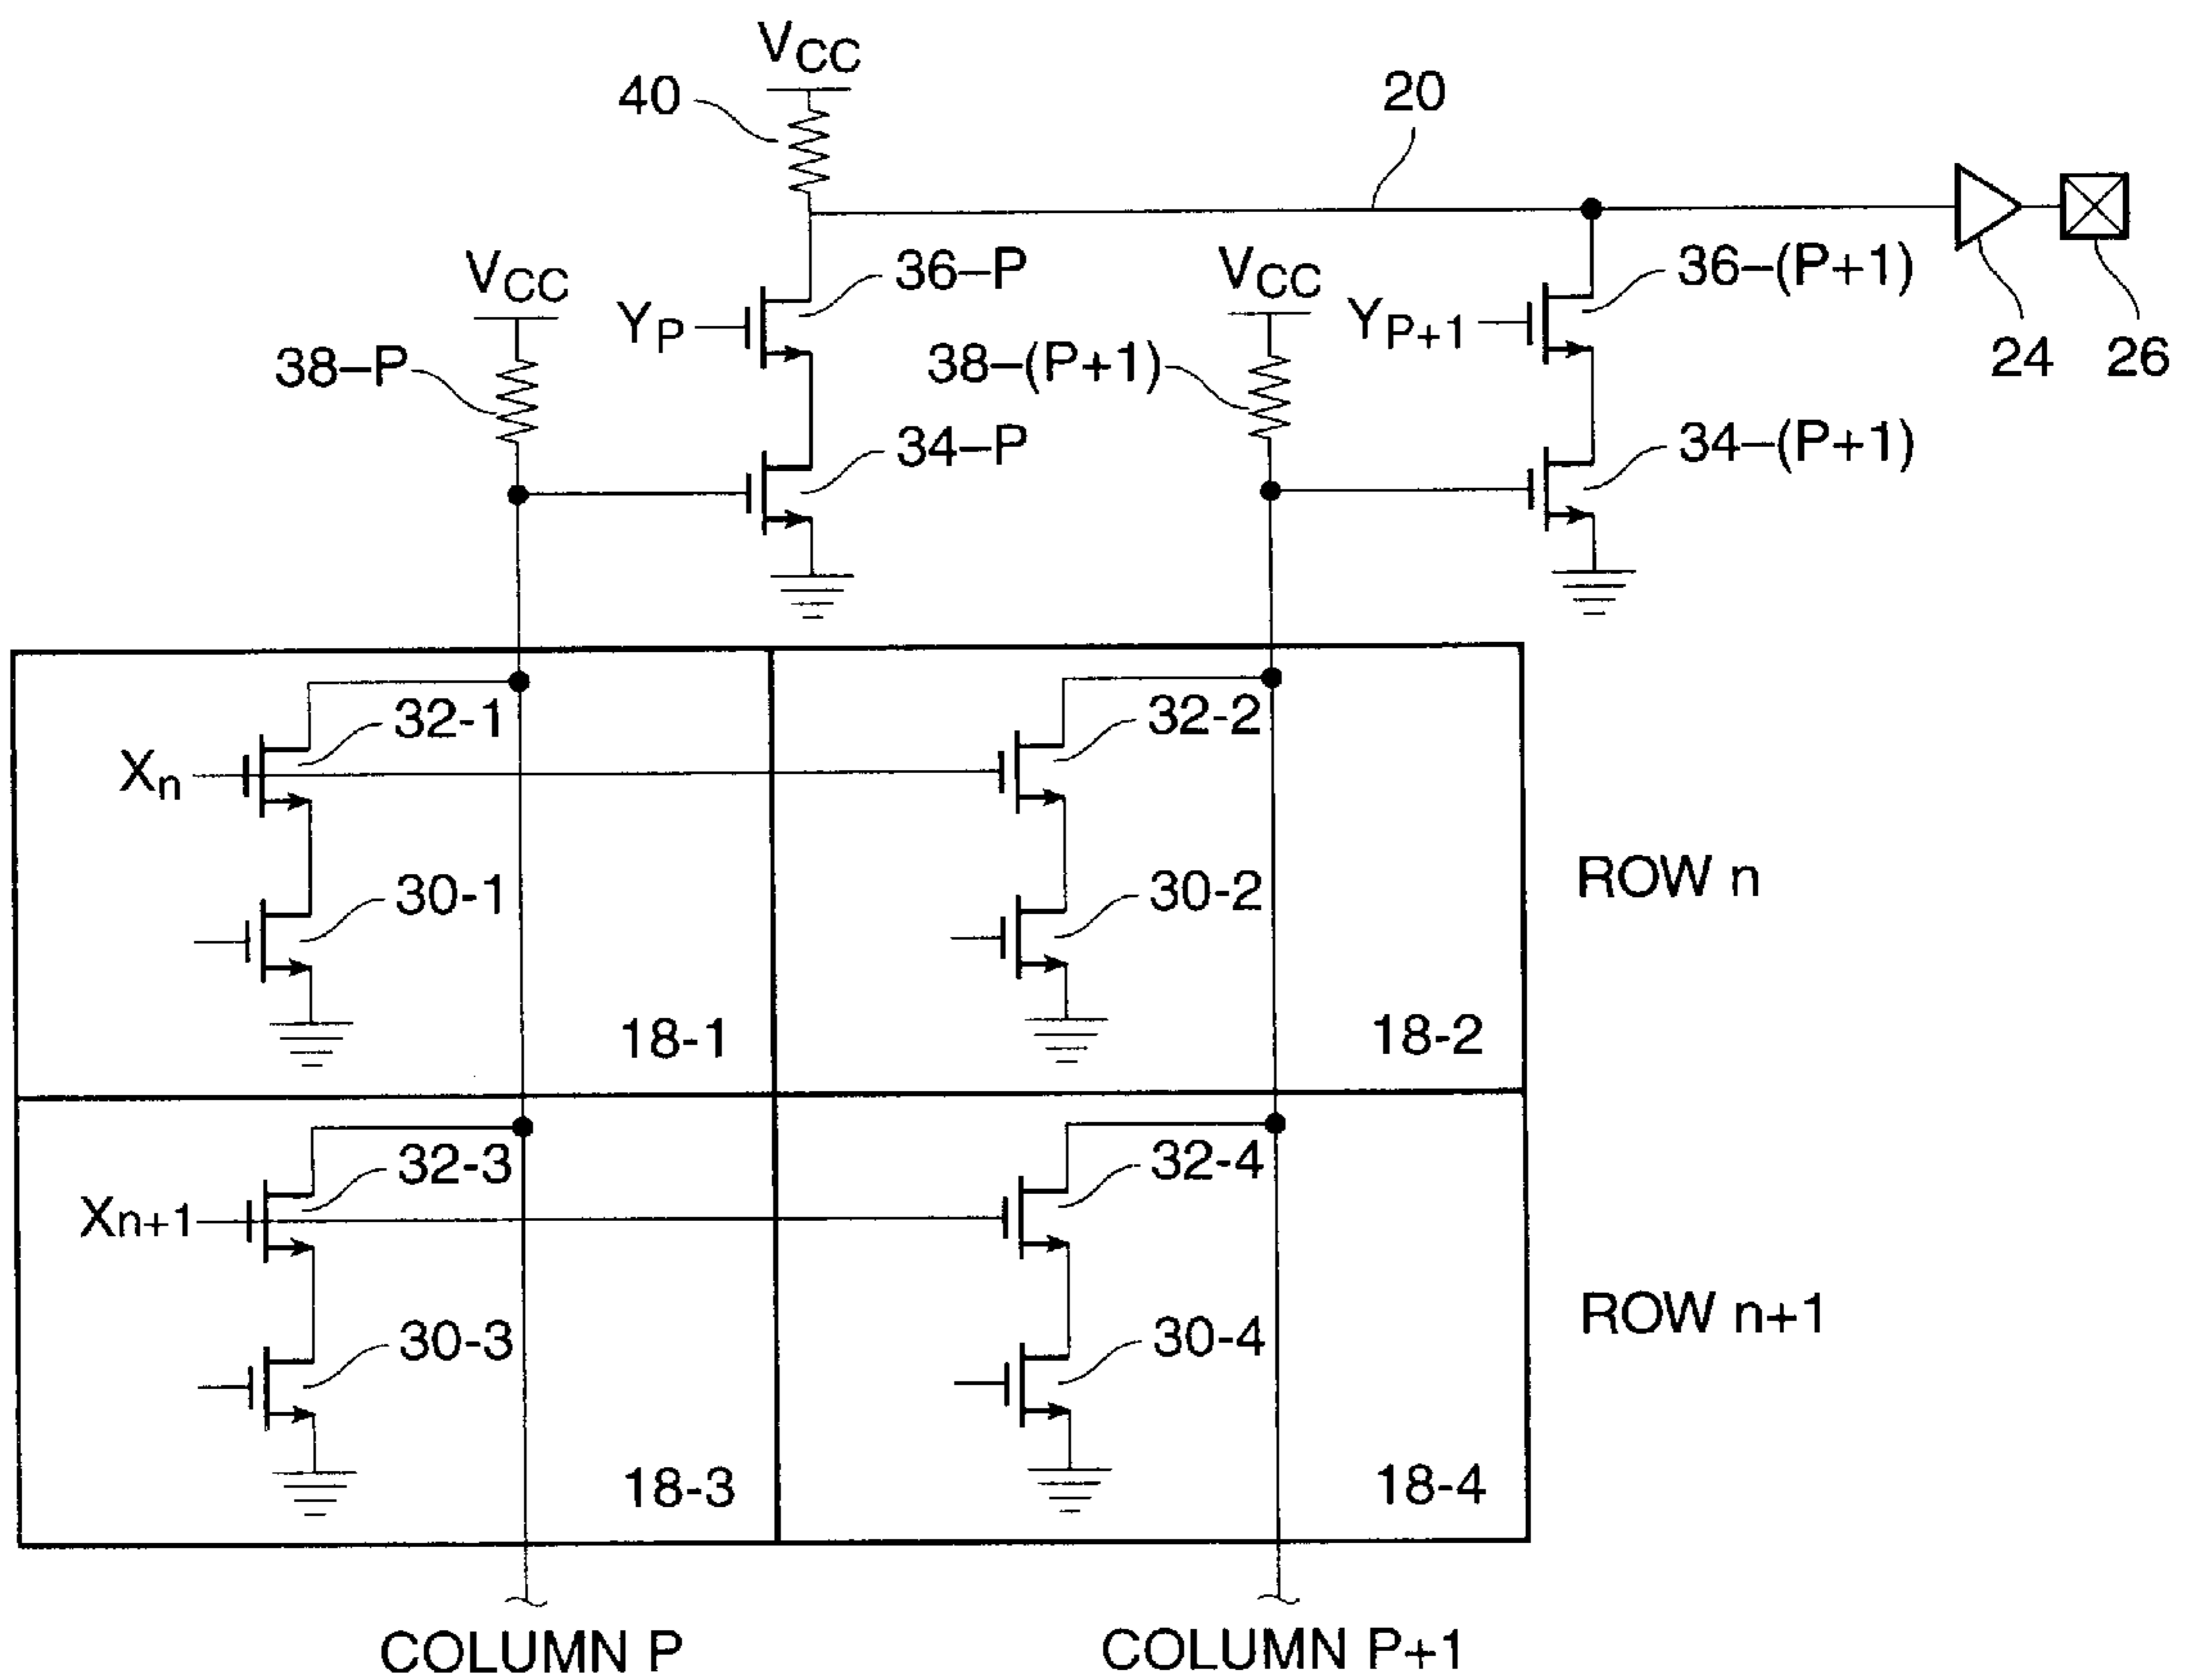 VCC
40
20
VCC
YP
36–P
VCC
YP+1
36–(P+1)
24
26
38–P
38–(P+1)
34–P
34–(P+1)
32-1
32-2
Xn
30-1
30-2
ROW n
18-1
18-2
32-3
32-4
Xn+1
30-3
30-4
ROW n+1
18-3
18-4
COLUMN P
COLUMN P+1